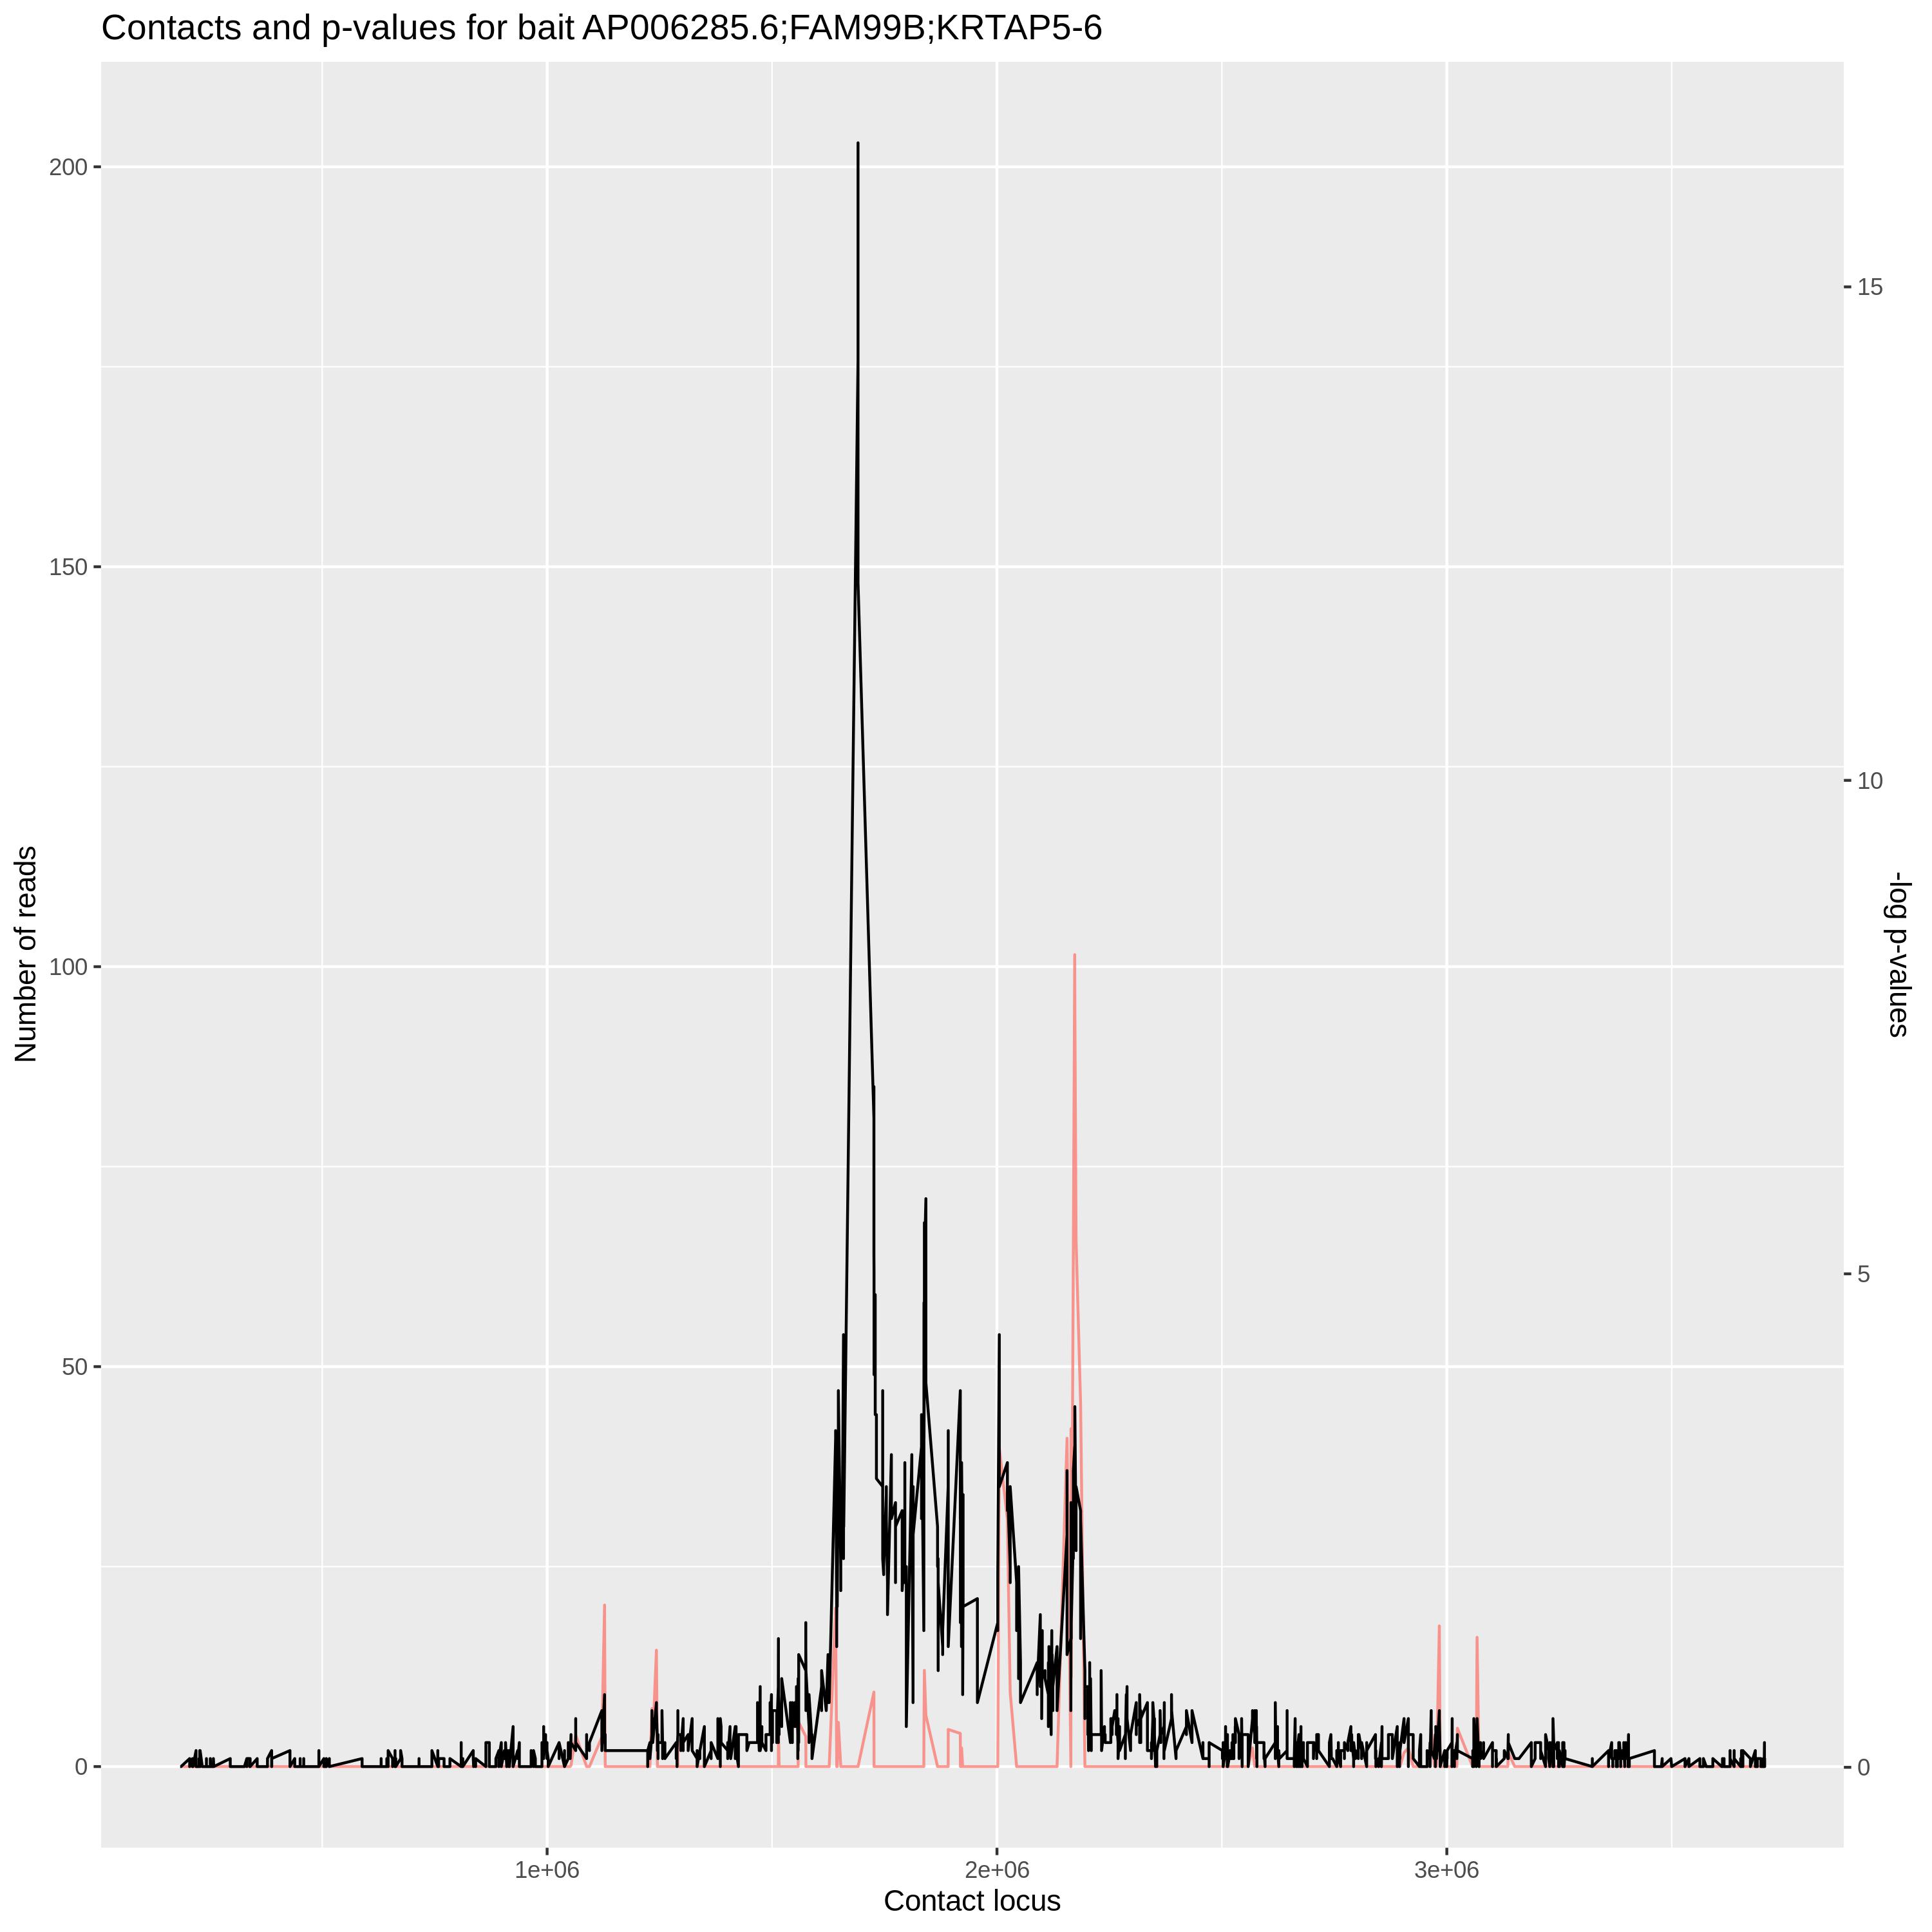 Contacts and p-values for bait AP006285.6;FAM99B;KRTAP5-6
200
150
100
50
0
Number of reads
15
10
5
0
-log p-values
1e+06 2e+06 3e+06
Contact locus